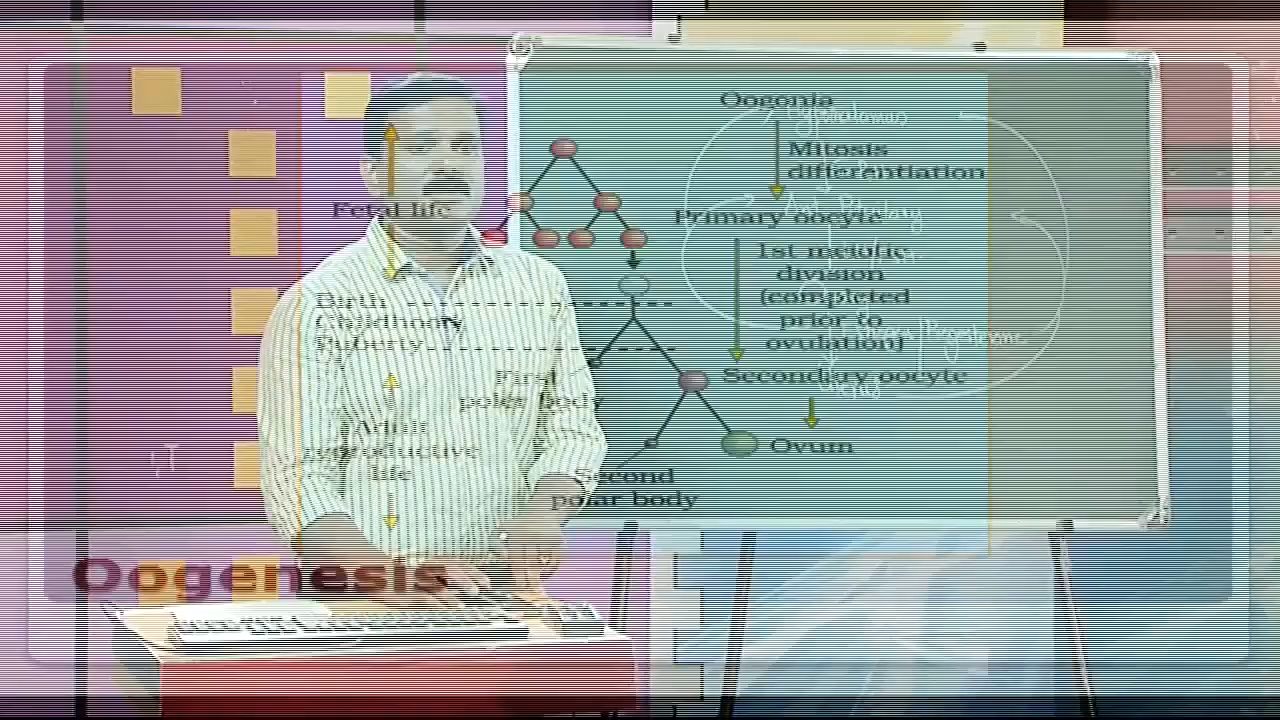 Oogonia
Mitosis
differentiation
Fetal life
Primary oocyte
1st meiotic
division
(completed
prior to
ovulation)
Birth
Childhood
Puberty
First
polar body
Secondary oocyte
Adult
reproductive
life
Ovum
Second
polar body
Oogenesis